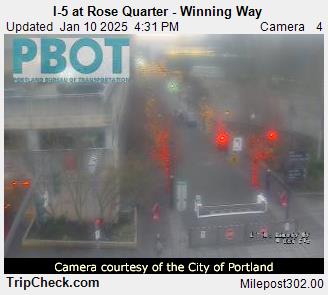 I-5 at Rose Quarter - Winning Way
Updated Jan 10 2025 4:31 PM Camera 4
PBOT
PORTLAND BUREAU OF TRANSPORTATION
Camera courtesy of the City of Portland
TripCheck.com Milepost302.00